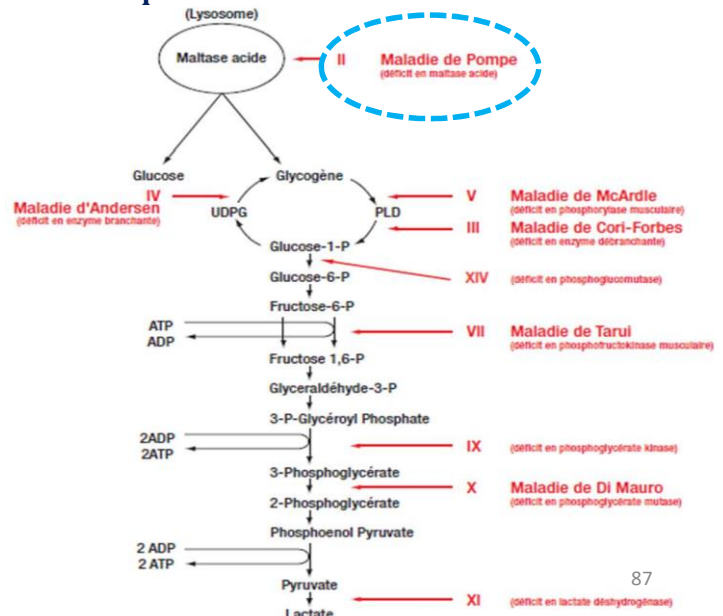 (Lysosome)
Maltase acide
II Maladie de Pompe
(déficit en maltase acide)
Glucose Glycogène
IV
Maladie d'Andersen
(déficit en enzyme branchante)
UDPG PLD
V Maladie de McArdle
(déficit en phosphorylase musculaire)
III Maladie de Cori-Forbes
(déficit en enzyme débranchante)
Glucose-1-P
Glucose-6-P
XIV (déficit en phosphoglucomutase)
Fructose-6-P
ATP
ADP
VII Maladie de Tarui
(déficit en phosphofructokinase musculaire)
Fructose 1,6-P
Glyceraldéhyde-3-P
3-P-Glycéroyl Phosphate
2ADP
2ATP
IX (déficit en phosphoglycérate kinase)
3-Phosphoglycérate
X Maladie de Di Mauro
(déficit en phosphoglycérate mutase)
2-Phosphoglycérate
Phosphoenol Pyruvate
2 ADP
2 ATP
Pyruvate
87
XI (déficit en lactate déshydrogénase)
Lactate